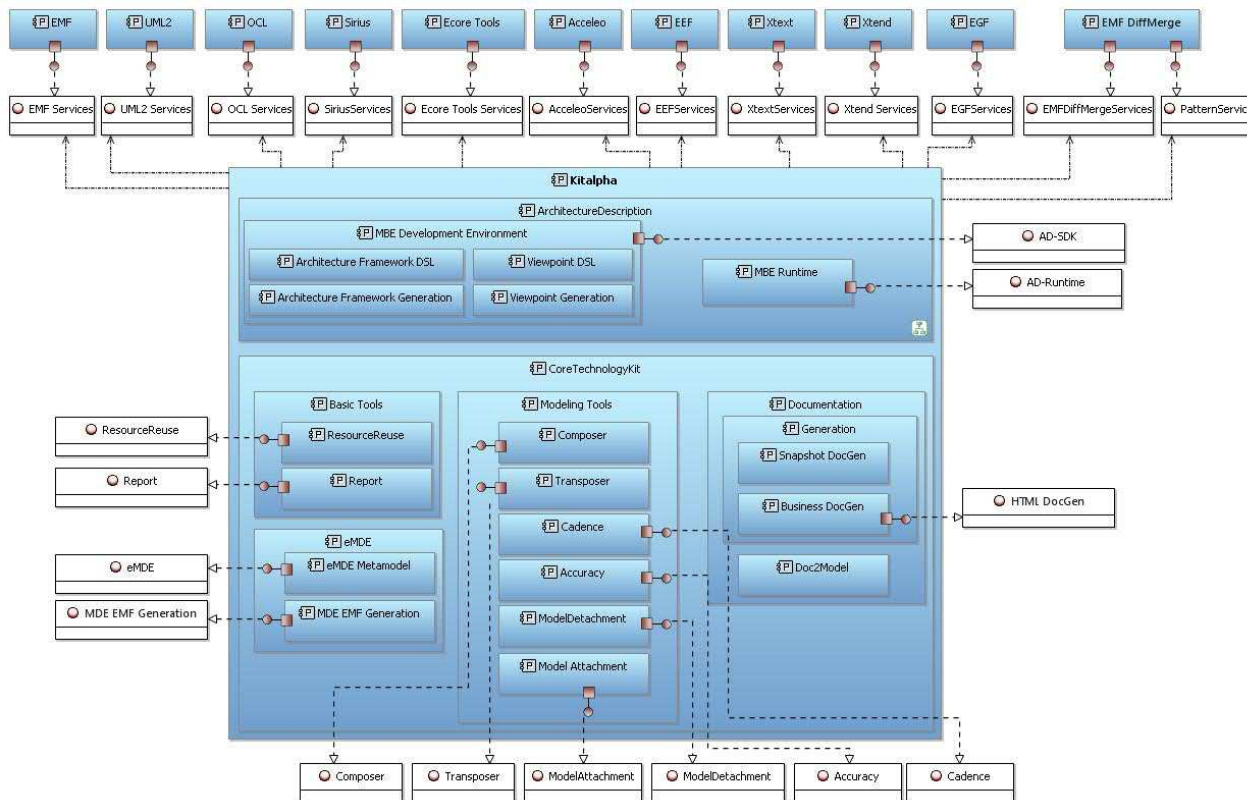 EMF
UML2
OCL
Sirius
Ecore Tools
Acceleo
EEF
Xtext
Xtend
EGF
EMF DiffMerge
EMF Services
UML2 Services
OCL Services
SiriusServices
Ecore Tools Services
AcceleoServices
EEFServices
XtextServices
Xtend Services
EGFServices
EMFDiffMergeServices
PatternServic
Kitalpha
ArchitectureDescription
MBE Development Environment
Architecture Framework DSL
Viewpoint DSL
Architecture Framework Generation
Viewpoint Generation
MBE Runtime
AD-SDK
AD-Runtime
CoreTechnologyKit
Basic Tools
ResourceReuse
Report
ResourceReuse
Report
eMDE
eMDE Metamodel
MDE EMF Generation
eMDE
MDE EMF Generation
Modeling Tools
Composer
Transposer
Cadence
Accuracy
ModelDetachment
Model Attachment
Documentation
Generation
Snapshot DocGen
Business DocGen
Doc2Model
HTML DocGen
Composer
Transposer
ModelAttachment
ModelDetachment
Accuracy
Cadence